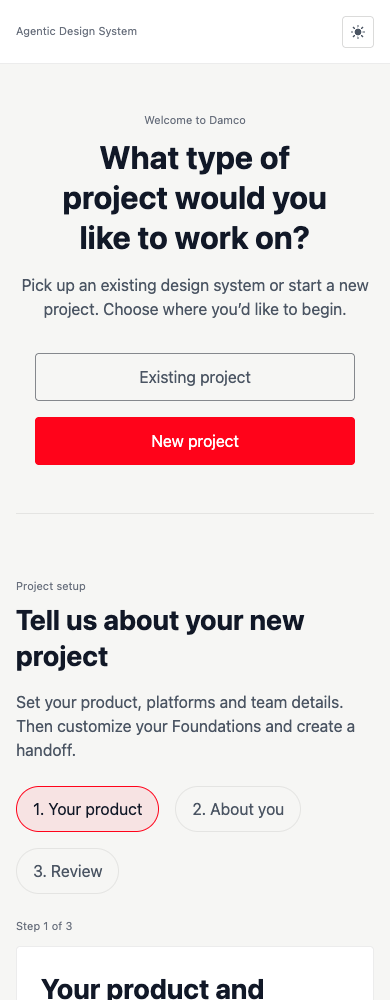 Agentic Design System
Welcome to Damco
What type of
project would you
like to work on?
Pick up an existing design system or start a new
project. Choose where you’d like to begin.
Existing project
New project
Project setup
Tell us about your new
project
Set your product, platforms and team details.
Then customize your Foundations and create a
handoff.
1. Your product
2. About you
3. Review
Step 1 of 3
Your product and